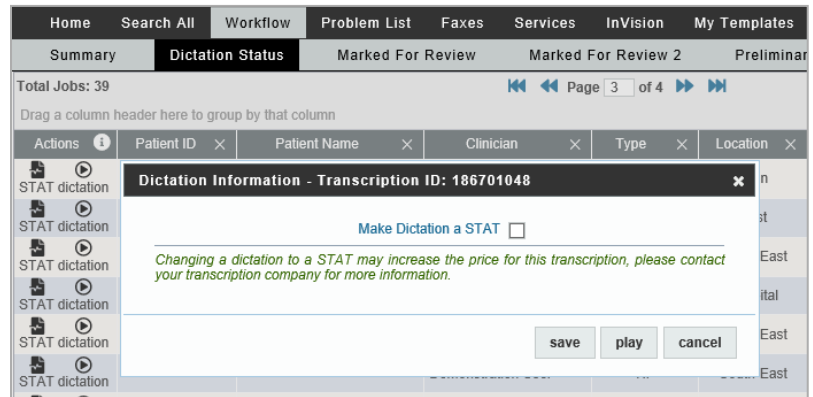 Home Search All Workflow Problem List Faxes Services InVision My Templates
Summary Dictation Status Marked For Review Marked For Review 2 Preliminar
Total Jobs: 39 Page 3 of 4
Drag a column header here to group by that column
Actions Patient ID Patient Name Clinician Type Location
STAT dictation
Dictation Information - Transcription ID: 186701048
STAT dictation
Make Dictation a STAT
STAT dictation East
Changing a dictation to a STAT may increase the price for this transcription, please contact
your transcription company for more information.
STAT dictation
STAT dictation East
save play cancel
STAT dictation East